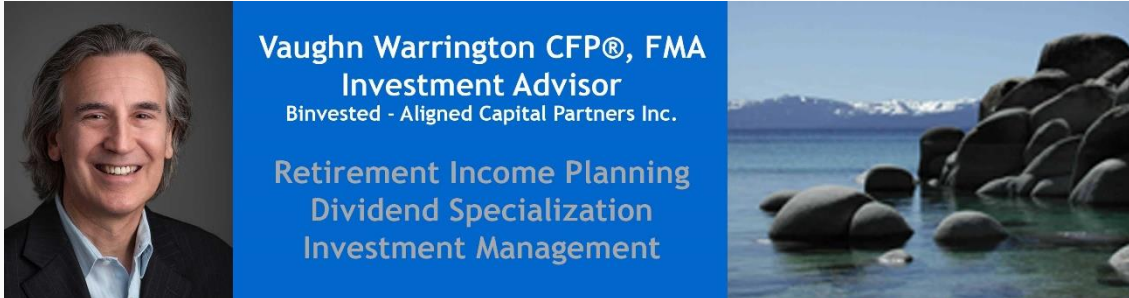 Vaughn Warrington CFP®, FMA
Investment Advisor
Binvested - Aligned Capital Partners Inc.
Retirement Income Planning
Dividend Specialization
Investment Management